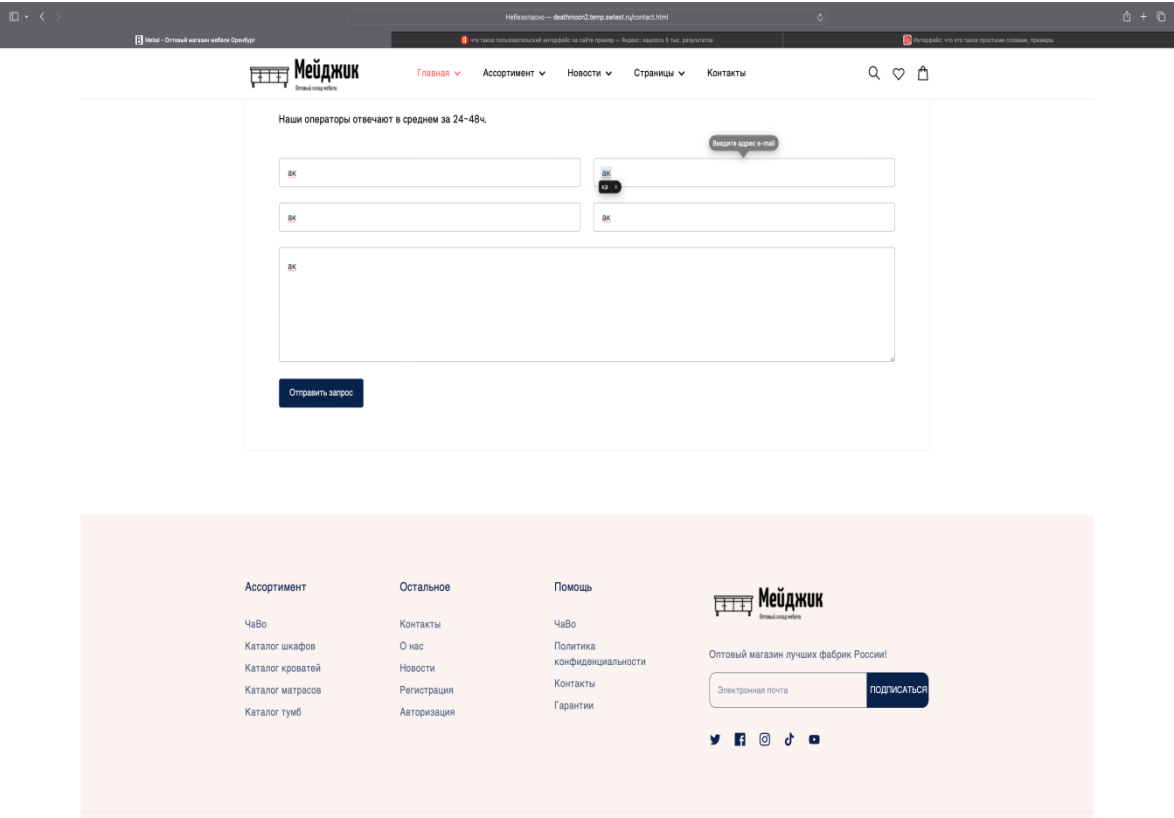 Небезопасно — deathmoon2.temp.swtest.ru/contact.html
Mebel - Оптовый магазин мебели Оренбург
что такое пользовательский интерфейс на сайте пример — Яндекс: нашлось 5 тыс. результатов
Интерфейс: что это такое простыми словами, примеры
Мейджик
Оптовый склад мебели
Главная
Ассортимент
Новости
Страницы
Контакты
Наши операторы отвечают в среднем за 24-48ч.
Введите адрес e-mail
ак
ак
ка ×
ак
ак
ак
Отправить запрос
Ассортимент
ЧаВо
Каталог шкафов
Каталог кроватей
Каталог матрасов
Каталог тумб
Остальное
Контакты
О нас
Новости
Регистрация
Авторизация
Помощь
ЧаВо
Политика
конфиденциальности
Контакты
Гарантии
Мейджик
Оптовый склад мебели
Оптовый магазин лучших фабрик России!
Электронная почта
ПОДПИСАТЬСЯ